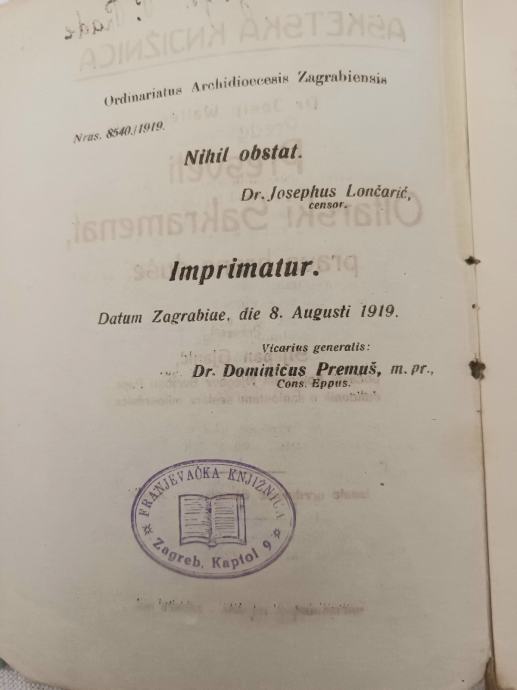 Ordinariatus Archidioecesis Zagrabiensis
Nrus. 8540./1919.
Nihil obstat.
Dr. Josephus Lončarić,
censor.
Imprimatur.
Datum Zagrabiae, die 8. Augusti 1919.
Vicarius generalis:
Dr. Dominicus Premuš, m. pr.,
Cons. Eppus.
FRANJEVAČKA KNJIŽNICA
Zagreb, Kaptol 9